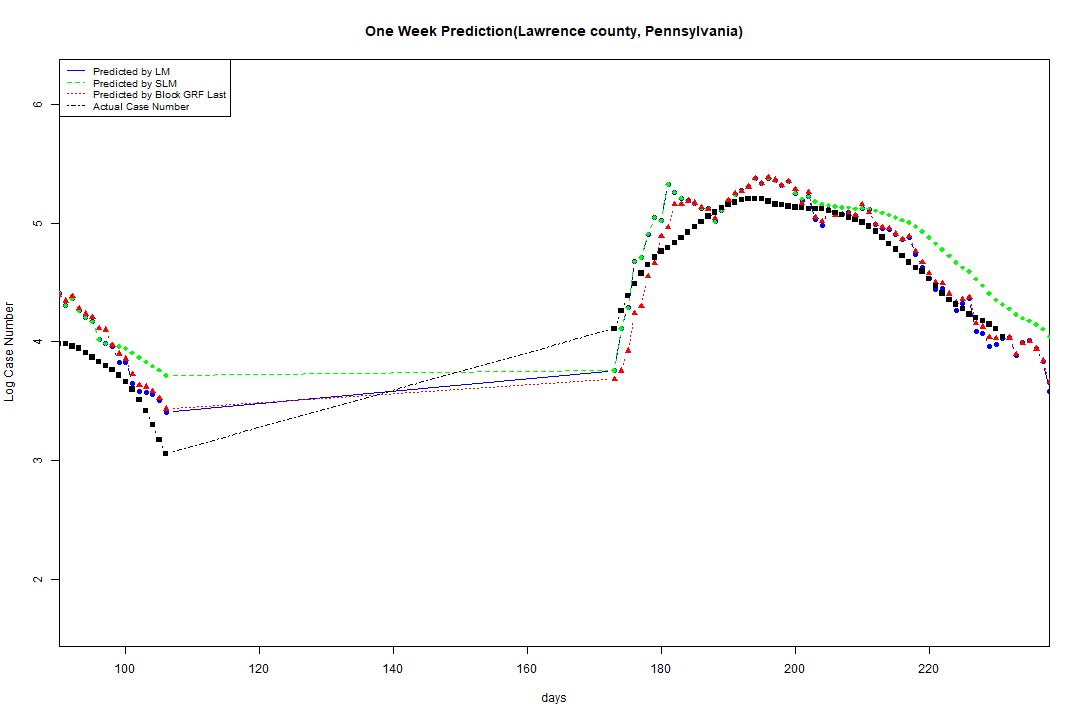 One Week Prediction(Lawrence county, Pennsylvania)
Predicted by LM
Predicted by SLM
Predicted by Block GRF Last
Actual Case Number
6
5
4
3
2
Log Case Number
100 120 140 160 180 200 220
days